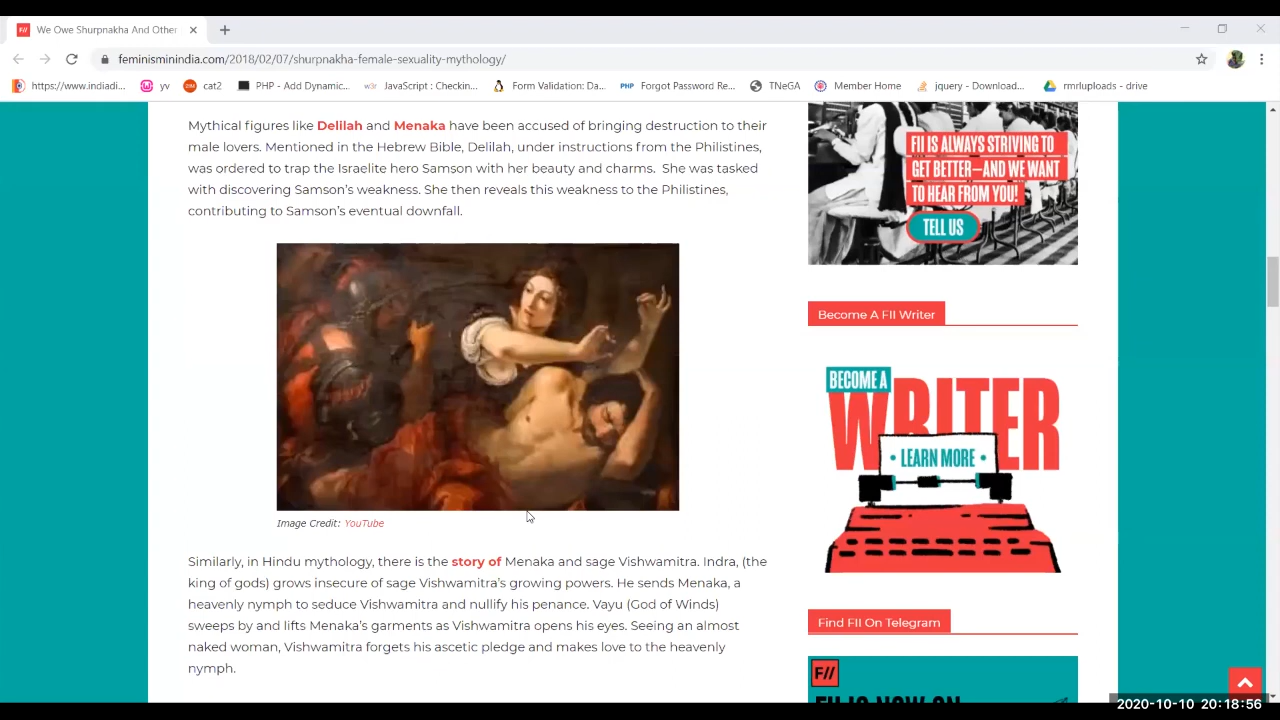 We Owe Shurpnakha And Other
feminisminindia.com/2018/02/07/shurpnakha-female-sexuality-mythology/
https://www.indiadi... yv cat2 PHP - Add Dynamic... JavaScript : Checkin... Form Validation: Da... Forgot Password Re... TNeGA Member Home jquery - Download... rmrluploads - drive
Mythical figures like Delilah and Menaka have been accused of bringing destruction to their
male lovers. Mentioned in the Hebrew Bible, Delilah, under instructions from the Philistines,
was ordered to trap the Israelite hero Samson with her beauty and charms. She was tasked
with discovering Samson's weakness. She then reveals this weakness to the Philistines,
contributing to Samson's eventual downfall.
Image Credit: YouTube
Similarly, in Hindu mythology, there is the story of Menaka and sage Vishwamitra. Indra, (the
king of gods) grows insecure of sage Vishwamitra's growing powers. He sends Menaka, a
heavenly nymph to seduce Vishwamitra and nullify his penance. Vayu (God of Winds)
sweeps by and lifts Menaka's garments as Vishwamitra opens his eyes. Seeing an almost
naked woman, Vishwamitra forgets his ascetic pledge and makes love to the heavenly
nymph.
FII IS ALWAYS STRIVING TO
GET BETTER—AND WE WANT
TO HEAR FROM YOU!
TELL US
Become A FII Writer
BECOME A
WRITER
• LEARN MORE •
Find FII On Telegram
F//
FII IS NOW ON
2020-10-10 20:18:56